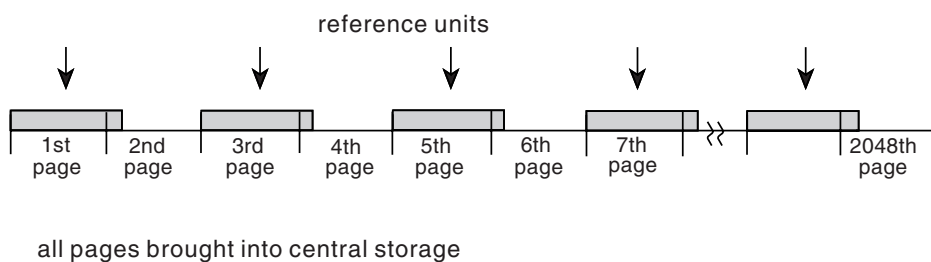 reference units
1st page
2nd page
3rd page
4th page
5th page
6th page
7th page
2048th page
all pages brought into central storage